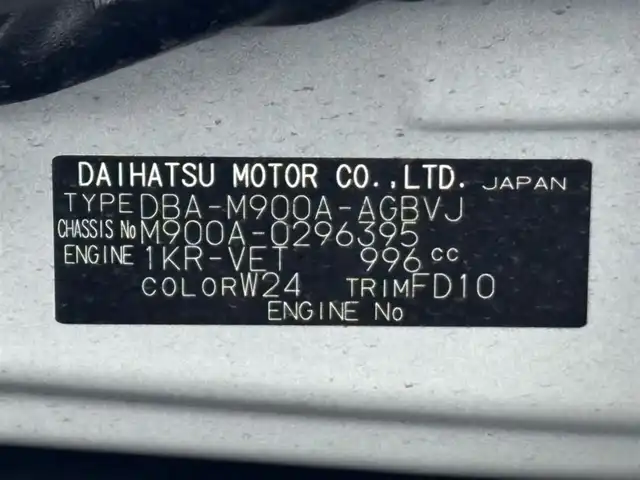 DAIHATSU MOTOR CO.,LTD. JAPAN
TYPE DBA-M900A-AGBVJ
CHASSIS No M900A-0296395
ENGINE 1KR-VET 996 cc
COLOR W24 TRIM FD10
ENGINE No